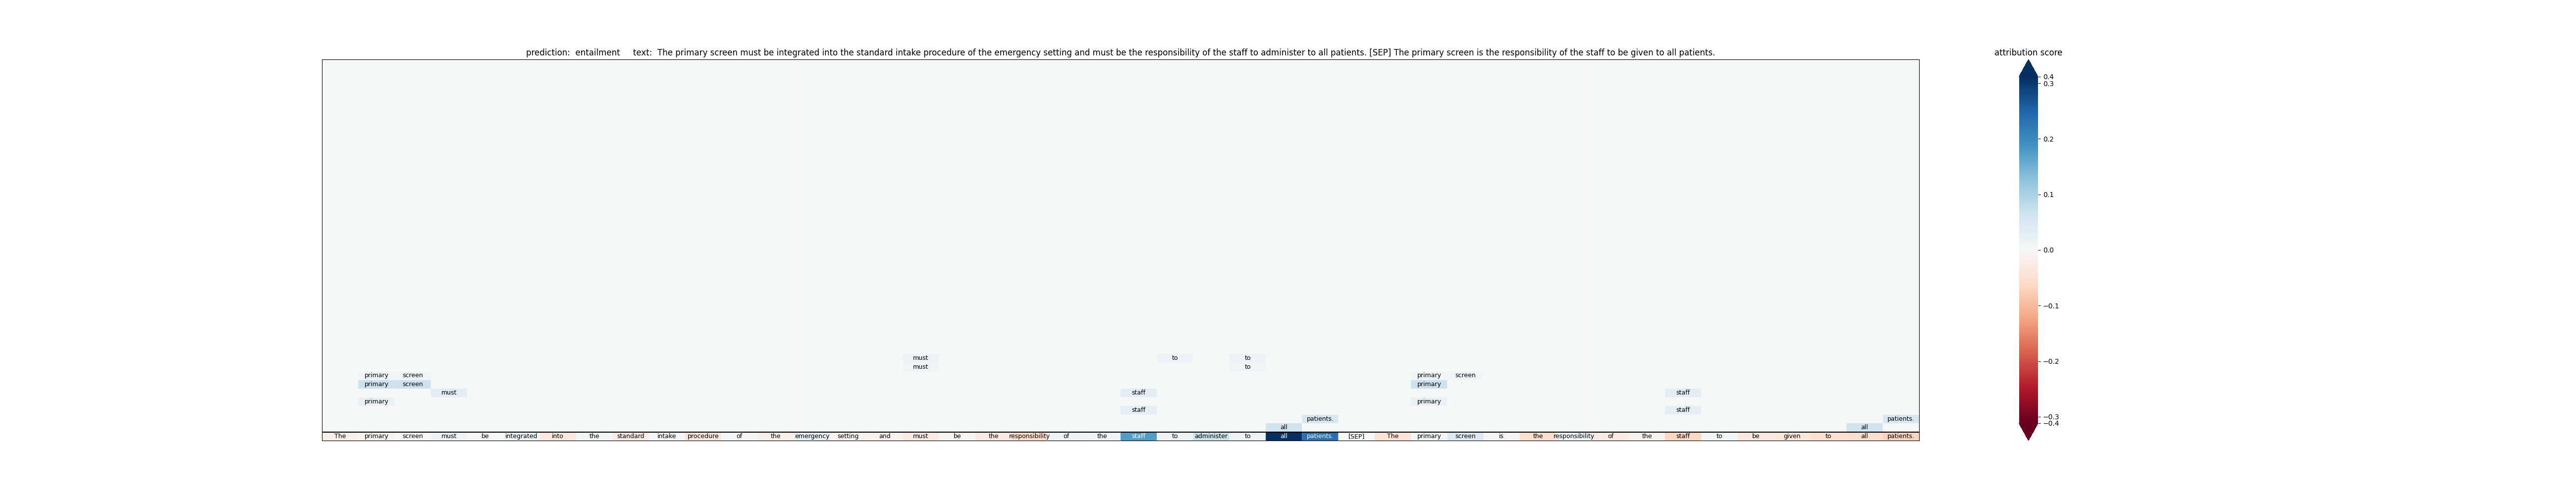 prediction:  entailment     text:  The primary screen must be integrated into the standard intake procedure of the emergency setting and must be the responsibility of the staff to administer to all patients. [SEP] The primary screen is the responsibility of the staff to be given to all patients.
attribution score
0.4
0.3
0.2
0.1
0.0
−0.1
−0.2
−0.3
−0.4
must to to
must to
primary screen primary screen
primary screen primary
must staff staff
primary primary
staff staff
patients. patients.
all all
The primary screen must be integrated into the standard intake procedure of the emergency setting and must be the responsibility of the staff to administer to all patients. [SEP] The primary screen is the responsibility of the staff to be given to all patients.